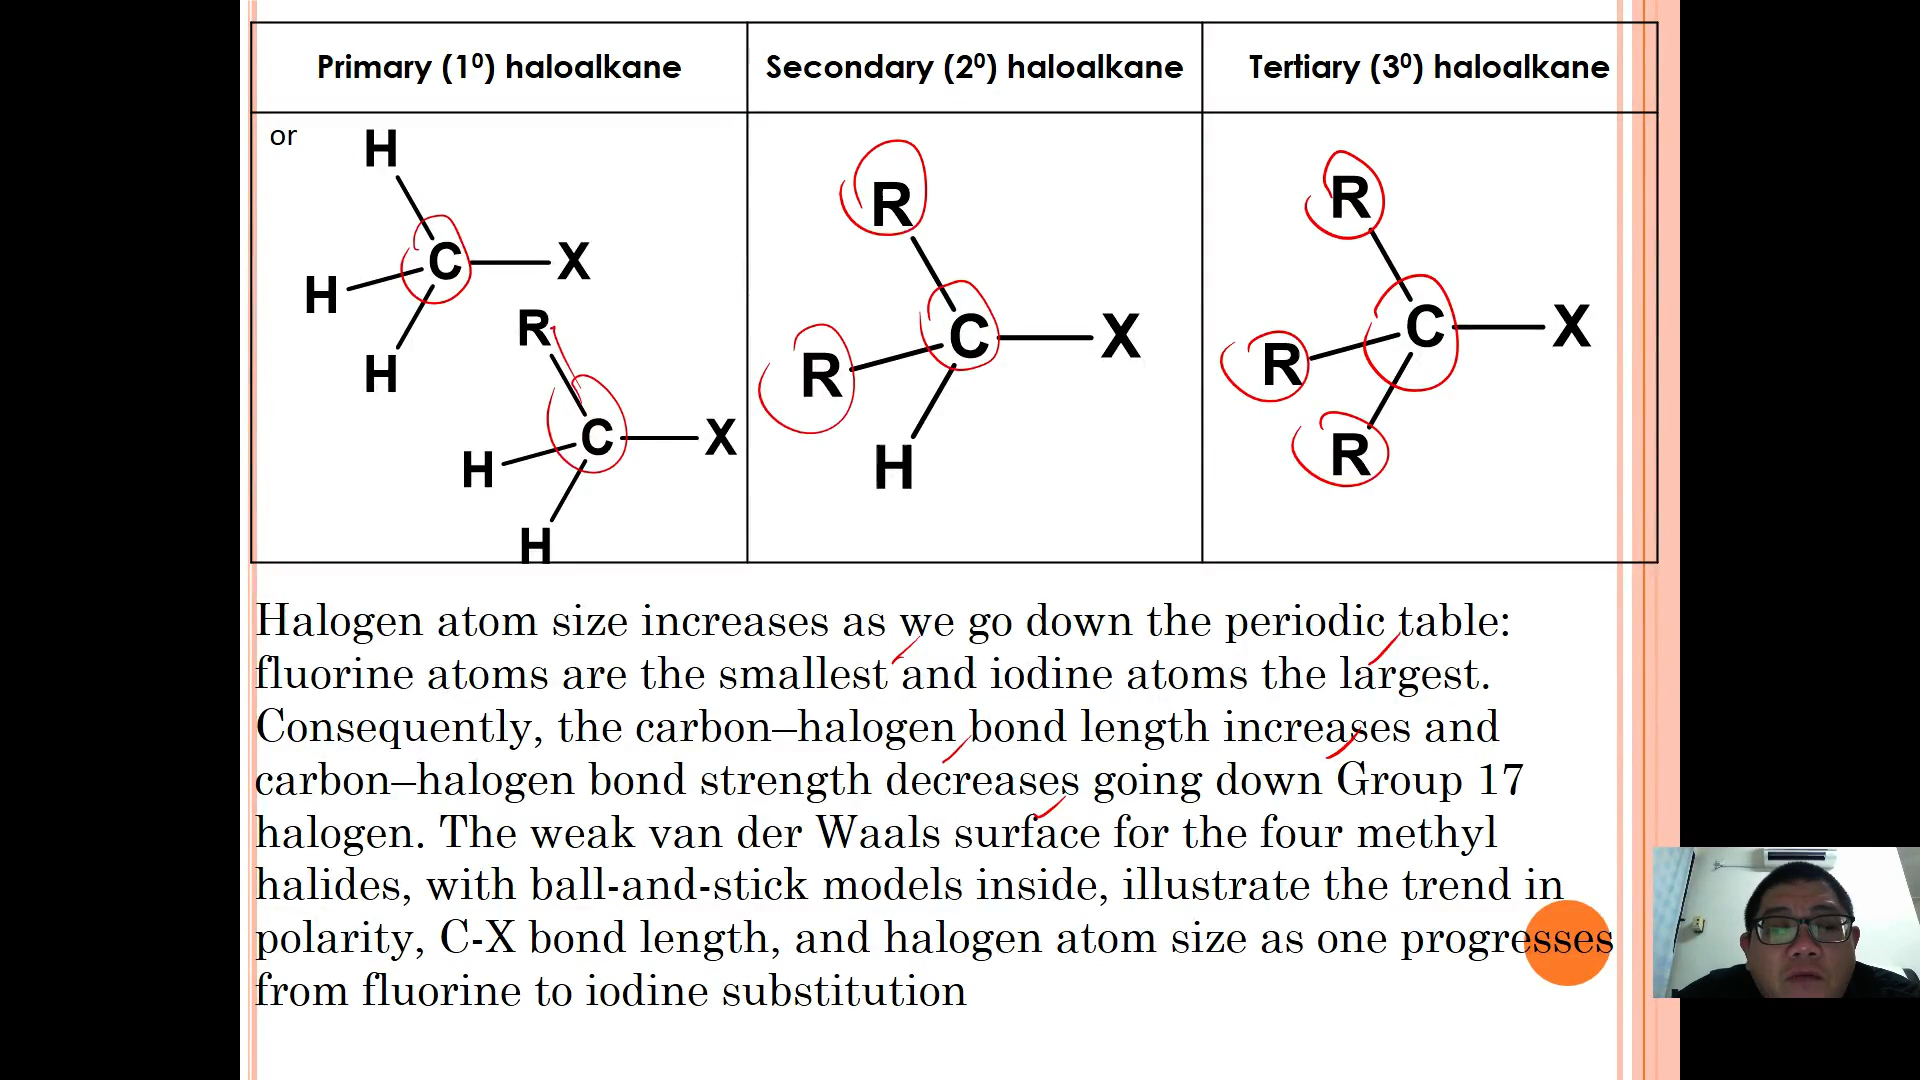 Primary (1⁰) haloalkane
Secondary (2⁰) haloalkane
Tertiary (3⁰) haloalkane
or
H
C
X
H
H
R
C
X
H
H
R
C
X
R
H
R
C
X
R
R
Halogen atom size increases as we go down the periodic table:
fluorine atoms are the smallest and iodine atoms the largest.
Consequently, the carbon–halogen bond length increases and
carbon–halogen bond strength decreases going down Group 17
halogen. The weak van der Waals surface for the four methyl
halides, with ball-and-stick models inside, illustrate the trend in
polarity, C-X bond length, and halogen atom size as one progresses
from fluorine to iodine substitution